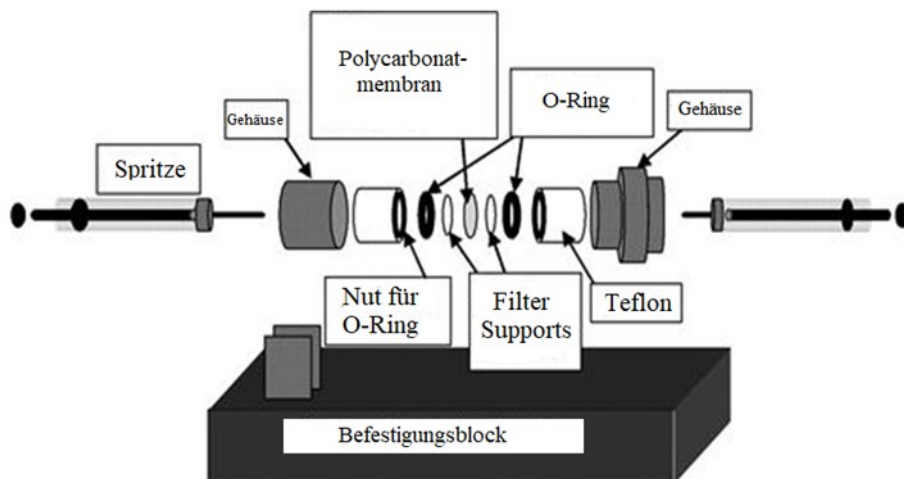 Polycarbonat-
membran
O-Ring
Gehäuse
Gehäuse
Spritze
Nut für
O-Ring
Filter
Supports
Teflon
Befestigungsblock